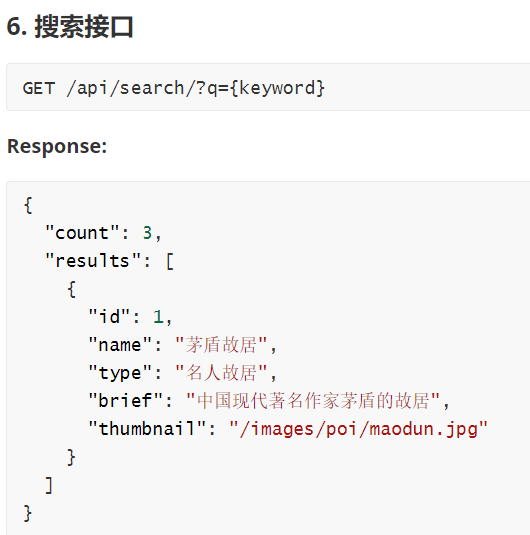 6. 搜索接口
GET /api/search/?q={keyword}
Response:
{
  "count": 3,
  "results": [
    {
      "id": 1,
      "name": "茅盾故居",
      "type": "名人故居",
      "brief": "中国现代著名作家茅盾的故居",
      "thumbnail": "/images/poi/maodun.jpg"
    }
  ]
}